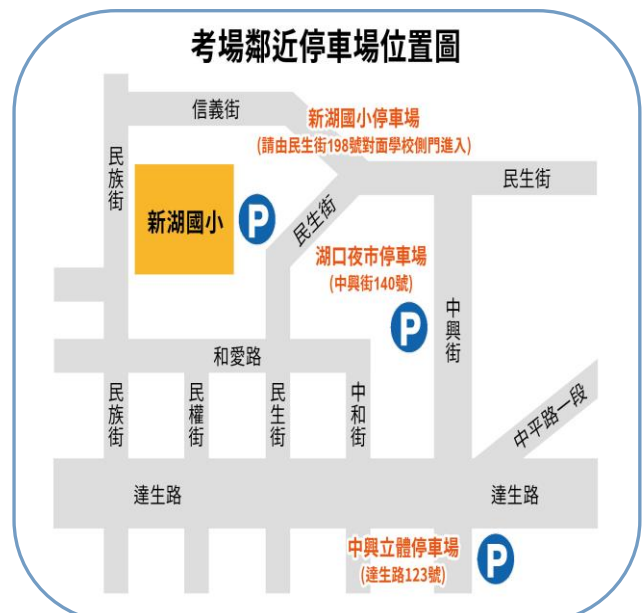 考場鄰近停車場位置圖
信義街
新湖國小停車場
(請由民生街198號對面學校側門進入)
民族街
民生街
新湖國小
P
民生街
湖口夜市停車場
(中興街140號)
P
中興街
和愛路
民族街
民權街
民生街
中和街
中平路一段
達生路
達生路
中興立體停車場
(達生路123號)
P